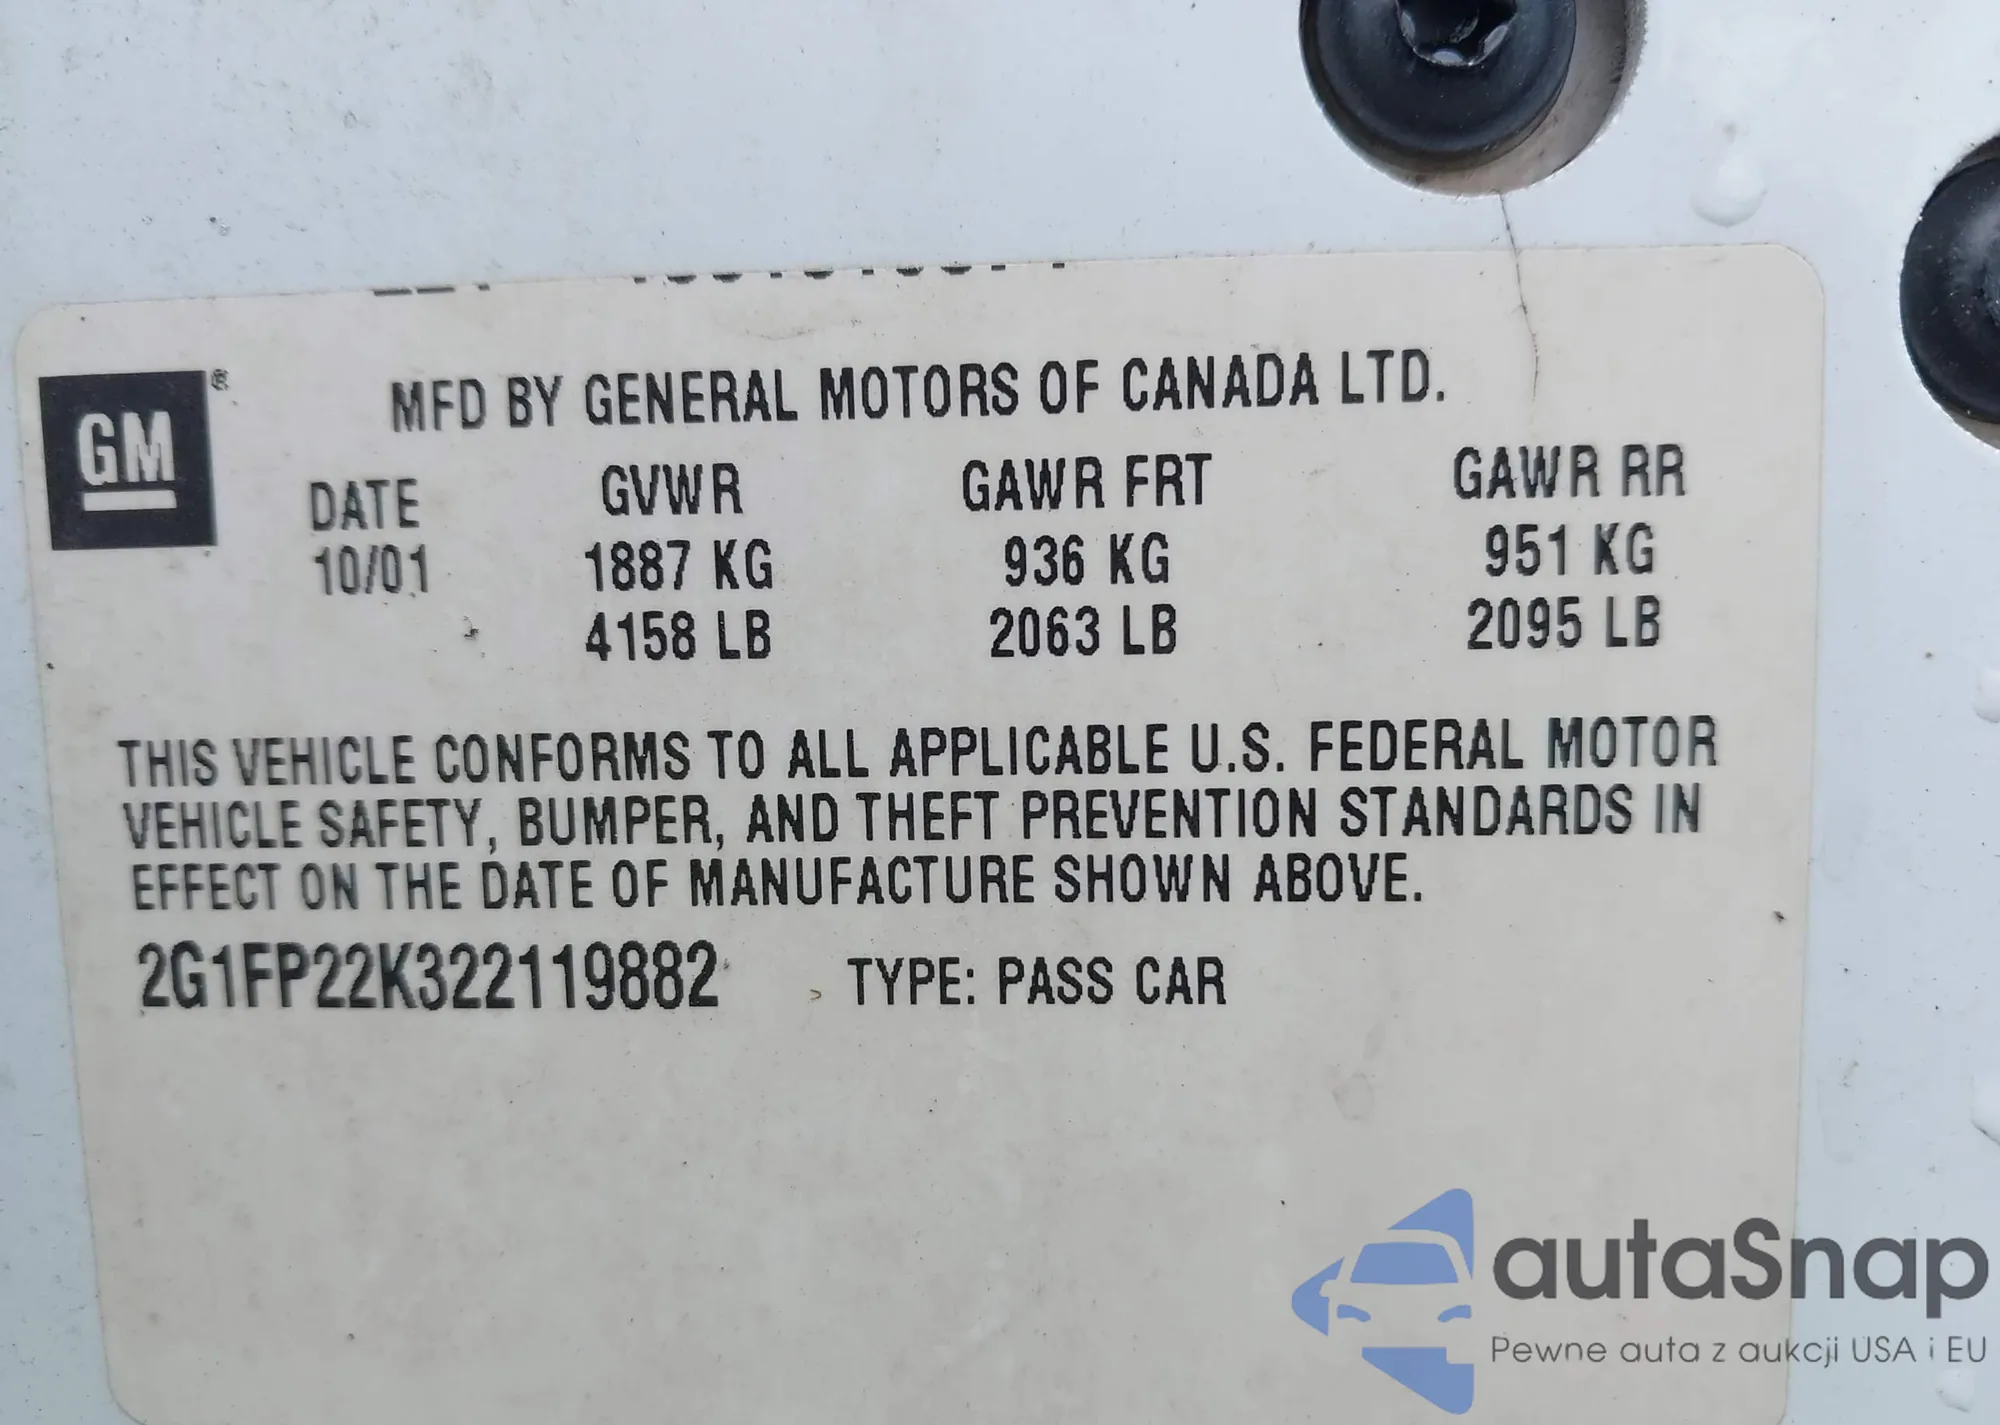 GM ®
MFD BY GENERAL MOTORS OF CANADA LTD.
DATE GVWR GAWR FRT GAWR RR
10/01 1887 KG 936 KG 951 KG
4158 LB 2063 LB 2095 LB
THIS VEHICLE CONFORMS TO ALL APPLICABLE U.S. FEDERAL MOTOR
VEHICLE SAFETY, BUMPER, AND THEFT PREVENTION STANDARDS IN
EFFECT ON THE DATE OF MANUFACTURE SHOWN ABOVE.
2G1FP22K322119882 TYPE: PASS CAR
autaSnap
Pewne auta z aukcji USA i EU